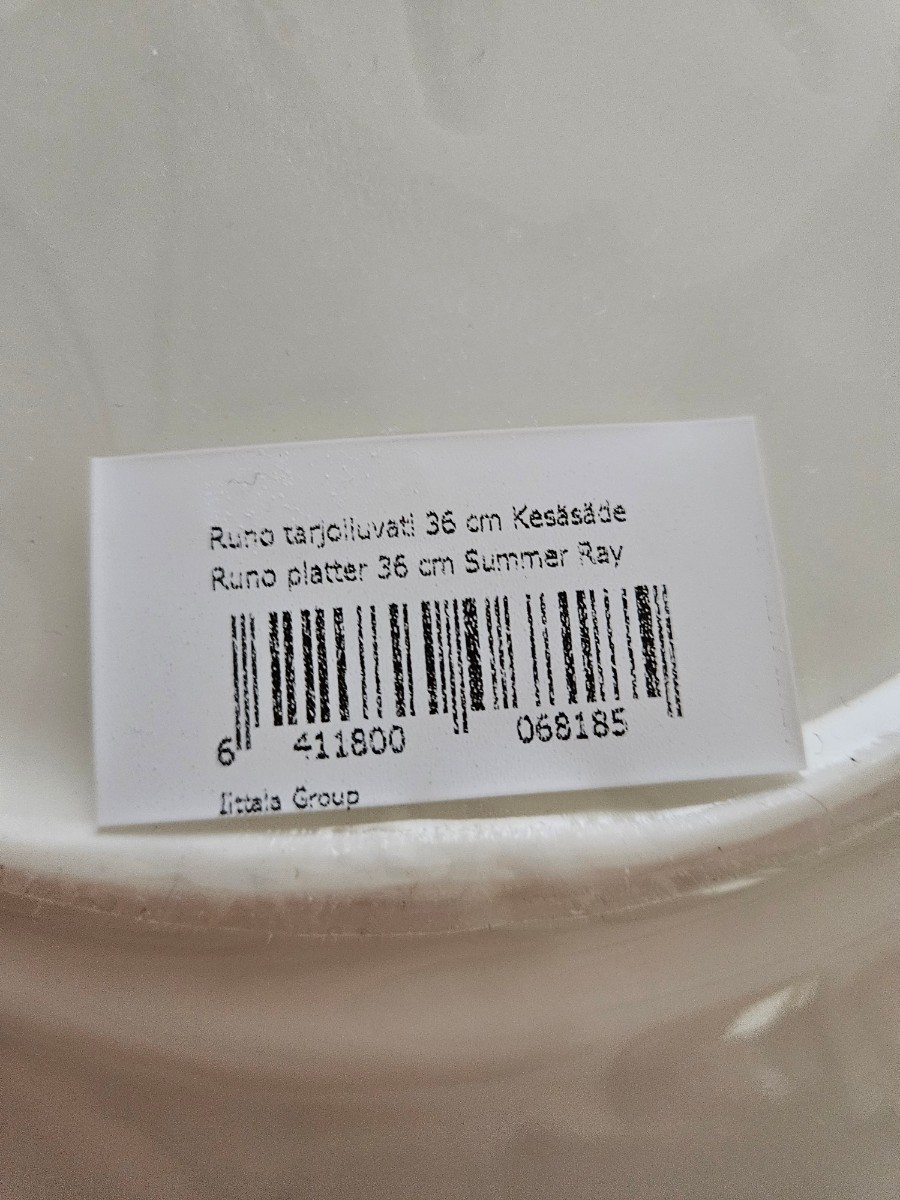 Runo tarjoiluvati 36 cm Kesäsäde
Runo platter 36 cm Summer Ray
6 411800 068185
Iittala Group